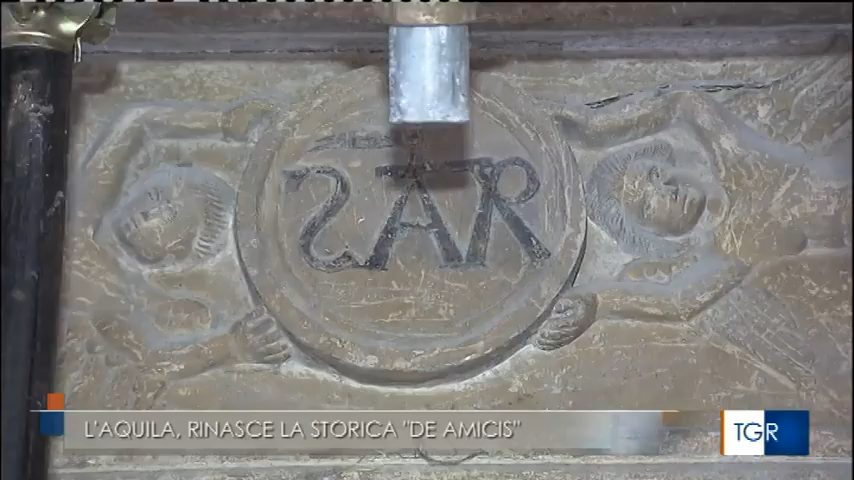 SAR
L'AQUILA, RINASCE LA STORICA "DE AMICIS"
TGR